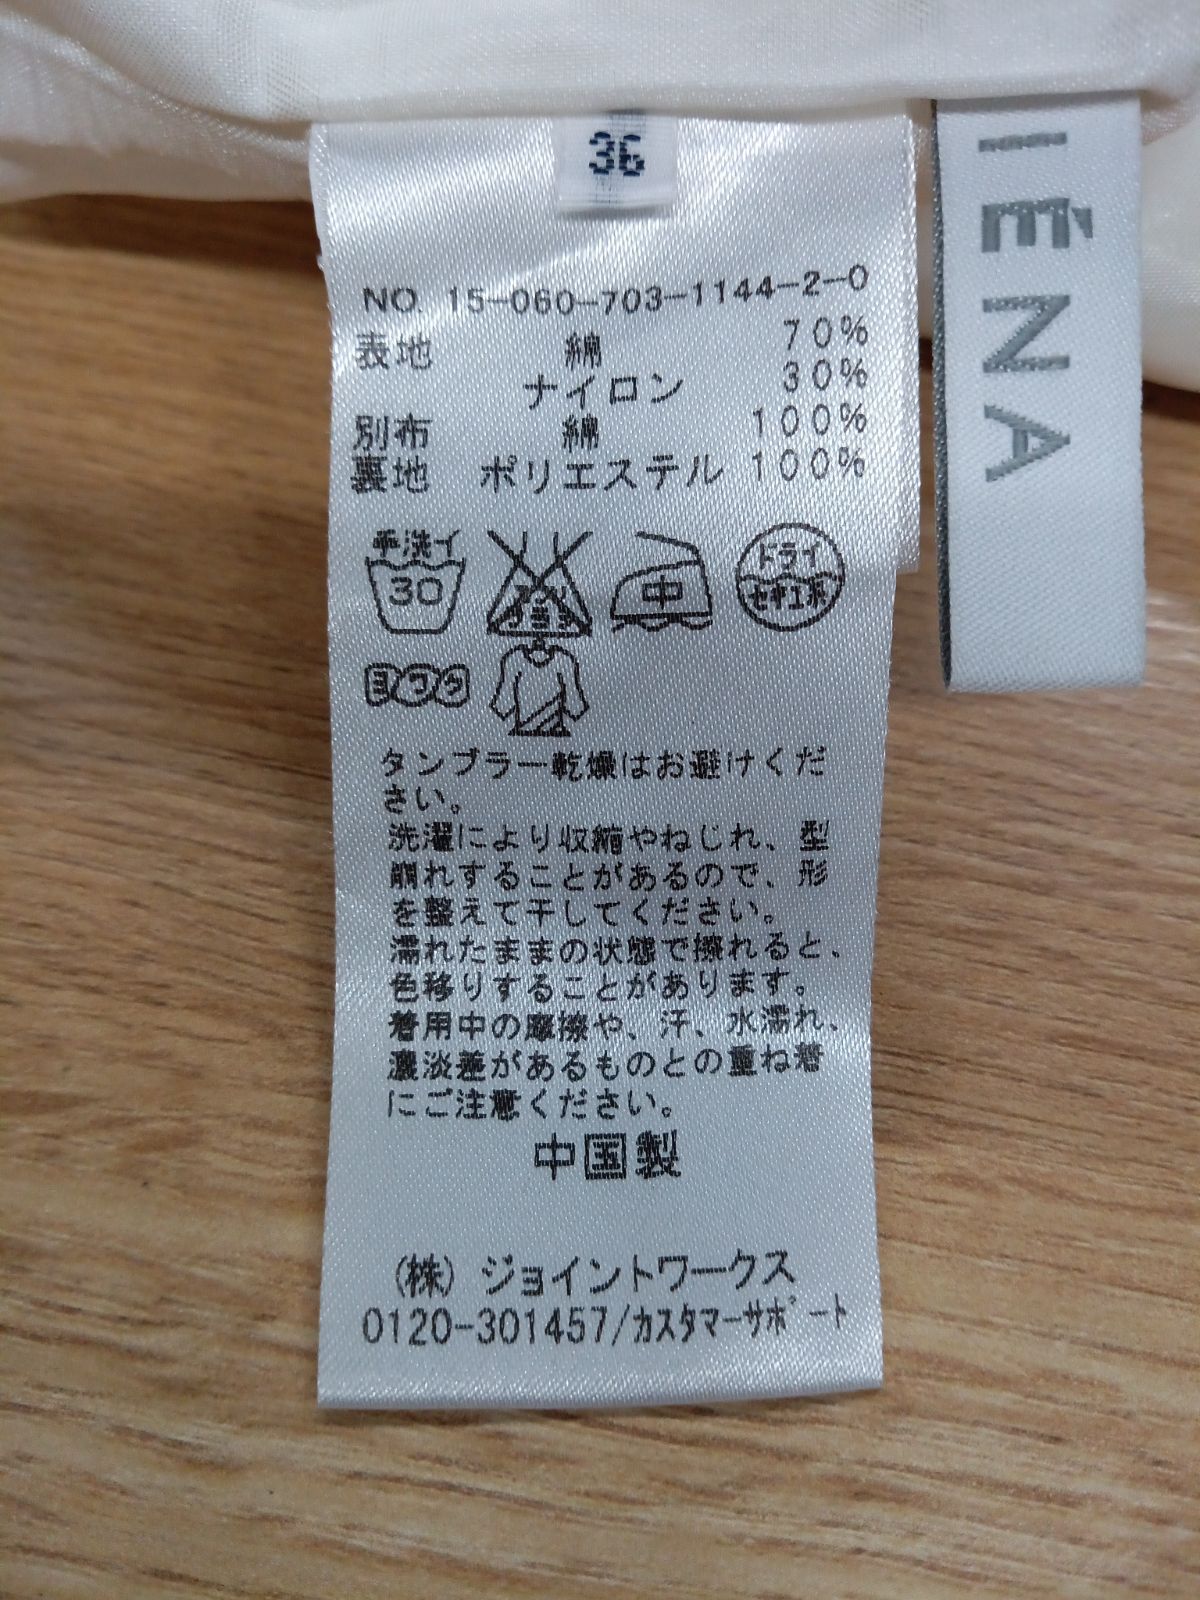 36
IÉNA
NO. 15-060-703-1144-2-0
表地 綿 70%
ナイロン 30%
別布 綿 100%
裏地 ポリエステル 100%
手洗イ
30
中
ドライ
セキユ系
ヨワク
タンブラー乾燥はお避けくだ
さい。
洗濯により収縮やねじれ、型
崩れすることがあるので、形
を整えて干してください。
濡れたままの状態で擦れると、
色移りすることがあります。
着用中の摩擦や、汗、水濡れ、
濃淡差があるものとの重ね着
にご注意ください。
中国製
(株) ジョイントワークス
0120-301457/カスタマーサポート